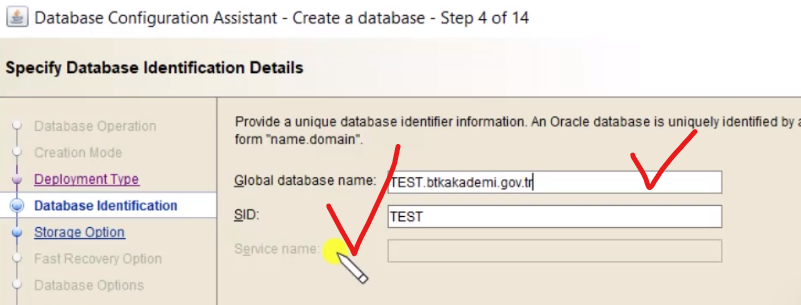 Database Configuration Assistant - Create a database - Step 4 of 14
Specify Database Identification Details
Database Operation
Creation Mode
Deployment Type
Database Identification
Storage Option
Fast Recovery Option
Database Options
Provide a unique database identifier information. An Oracle database is uniquely identified by a
form "name.domain".
Global database name: TEST.btkakademi.gov.tr
SID: TEST
Service name: